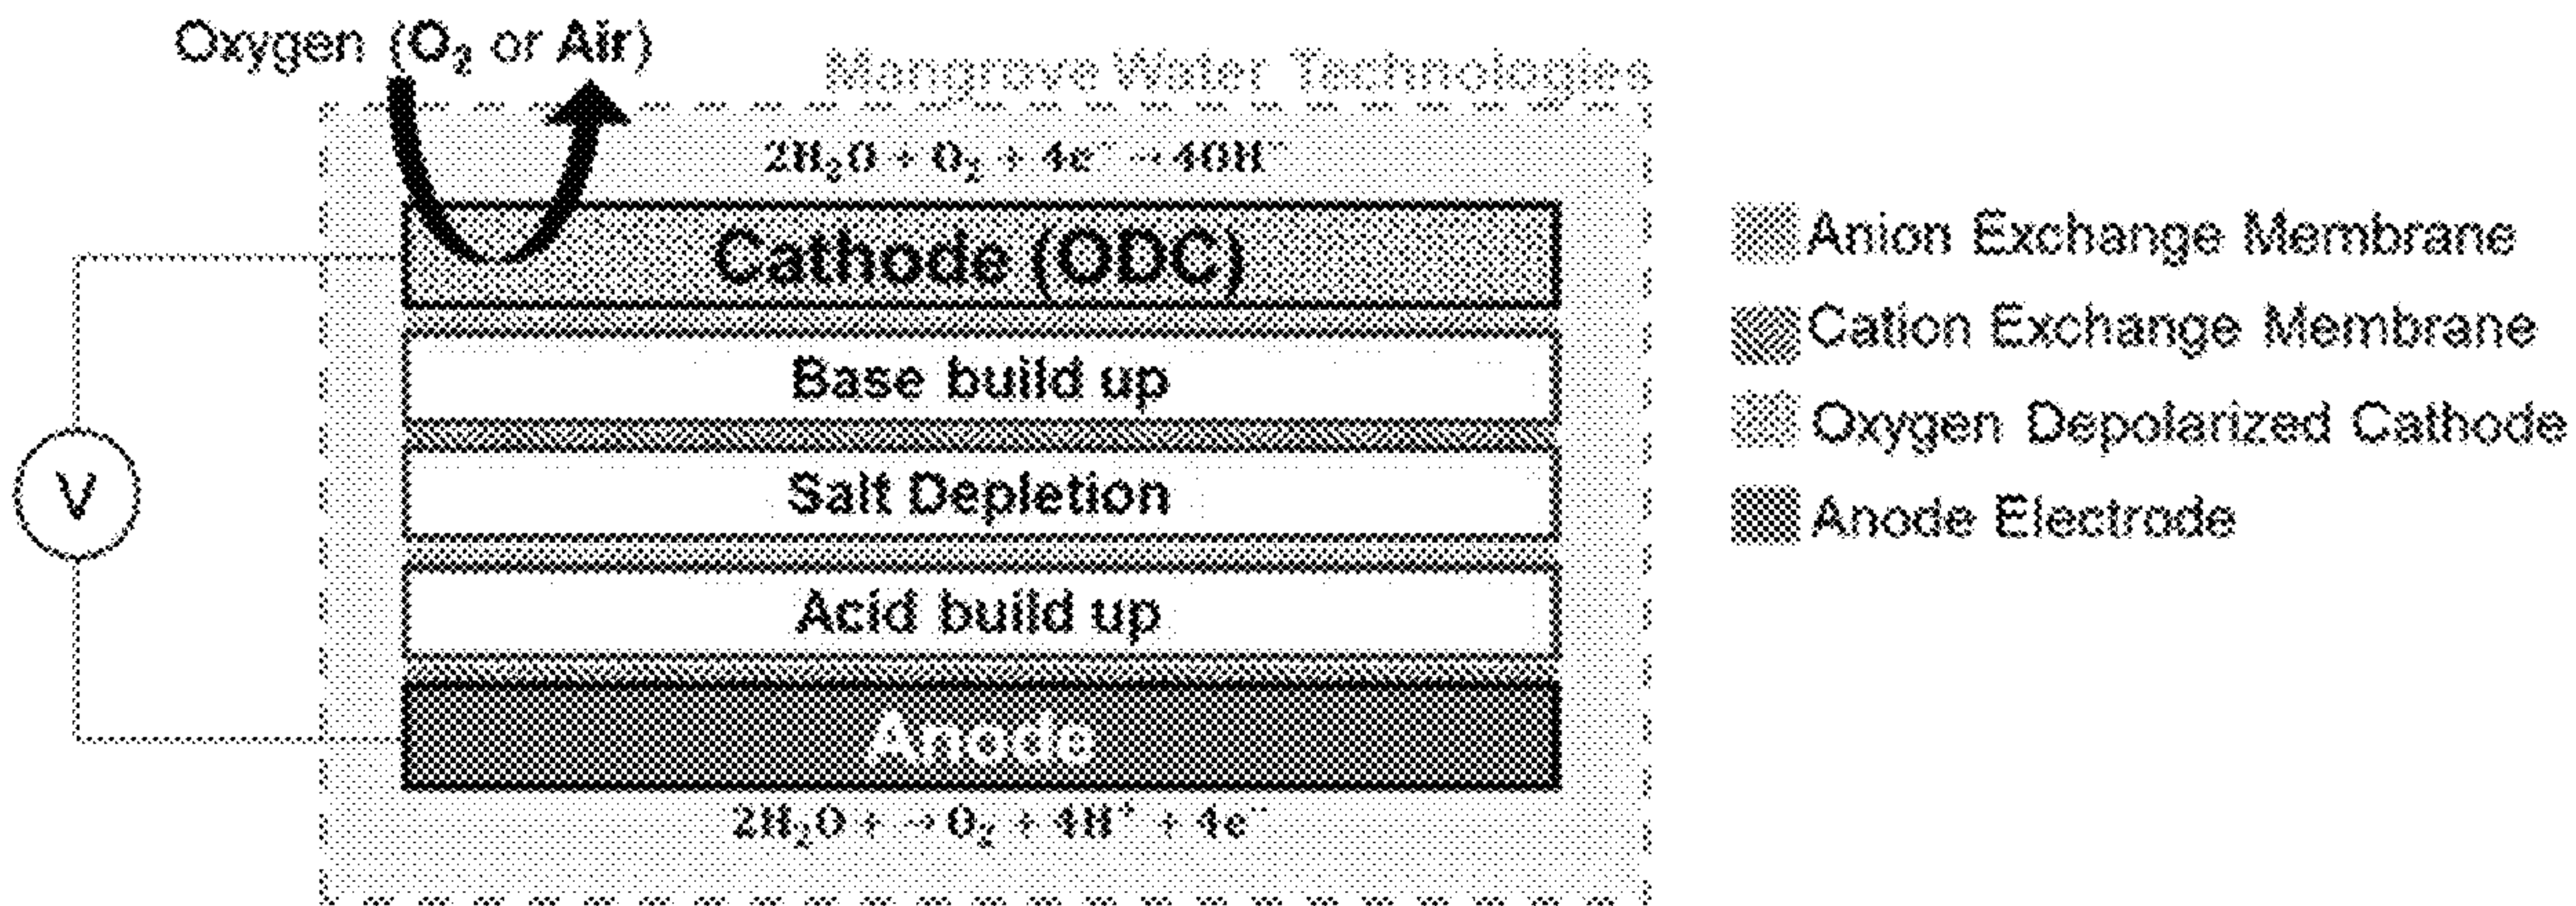 Oxygen (O₂ or Air)
Mangrove Water Technologies
2H₂O + O₂ + 4e⁻ → 4OH⁻
Cathode (ODC)
Base build up
Salt Depletion
Acid build up
Anode
2H₂O + → O₂ + 4H⁺ + 4e⁻
V
Anion Exchange Membrane
Cation Exchange Membrane
Oxygen Depolarized Cathode
Anode Electrode